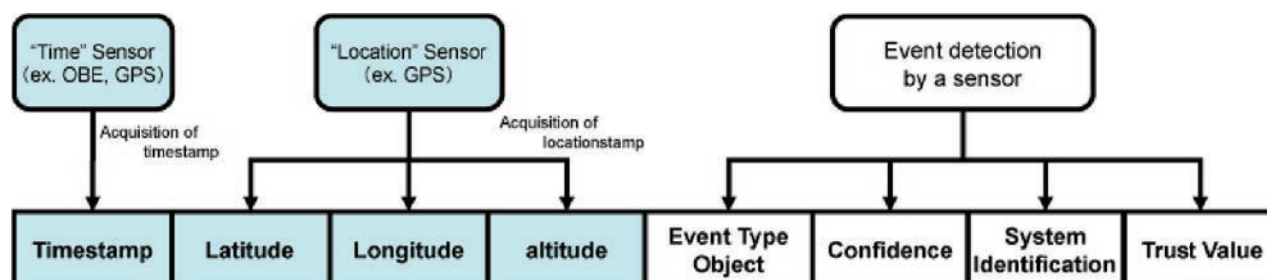 "Time" Sensor
(ex. OBE, GPS)
"Location" Sensor
(ex. GPS)
Event detection
by a sensor
Acquisition of
timestamp
Acquisition of
locationstamp
Timestamp
Latitude
Longitude
altitude
Event Type
Object
Confidence
System
Identification
Trust Value